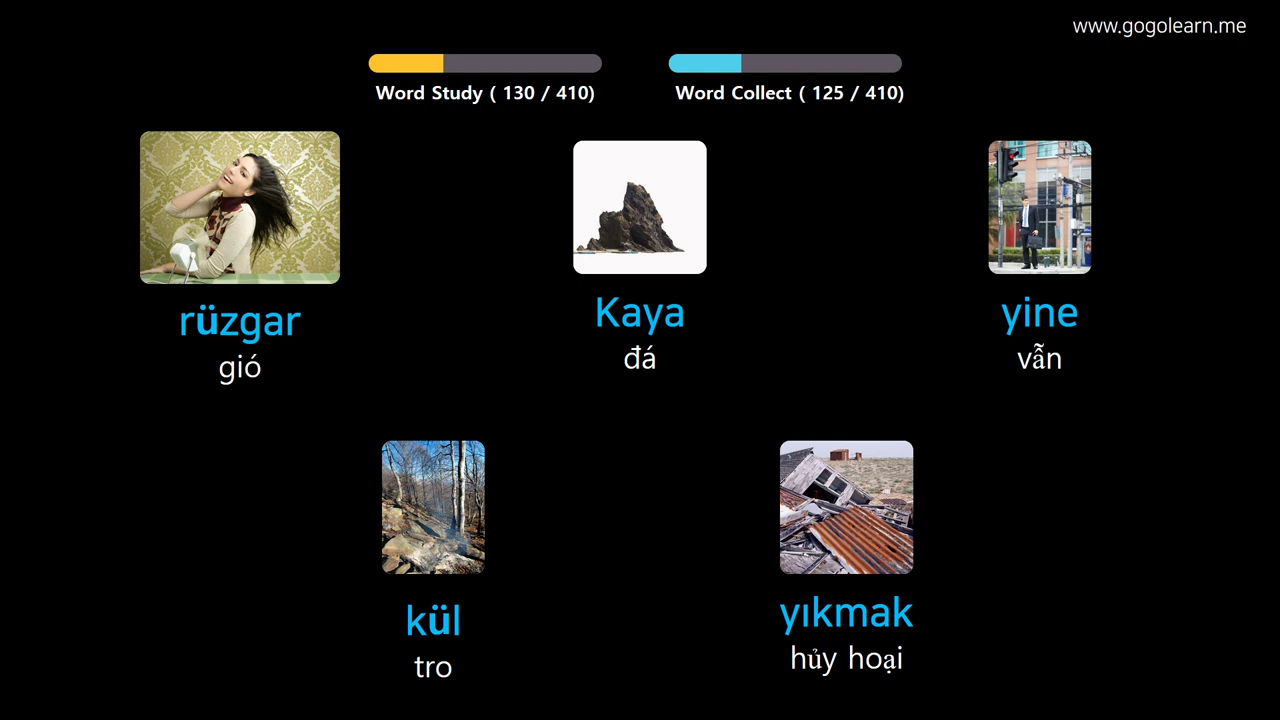 www.gogolearn.me
Word Study ( 130 / 410)
Word Collect ( 125 / 410)
rüzgar
gió
Kaya
đá
yine
vẫn
kül
tro
yıkmak
hủy hoại